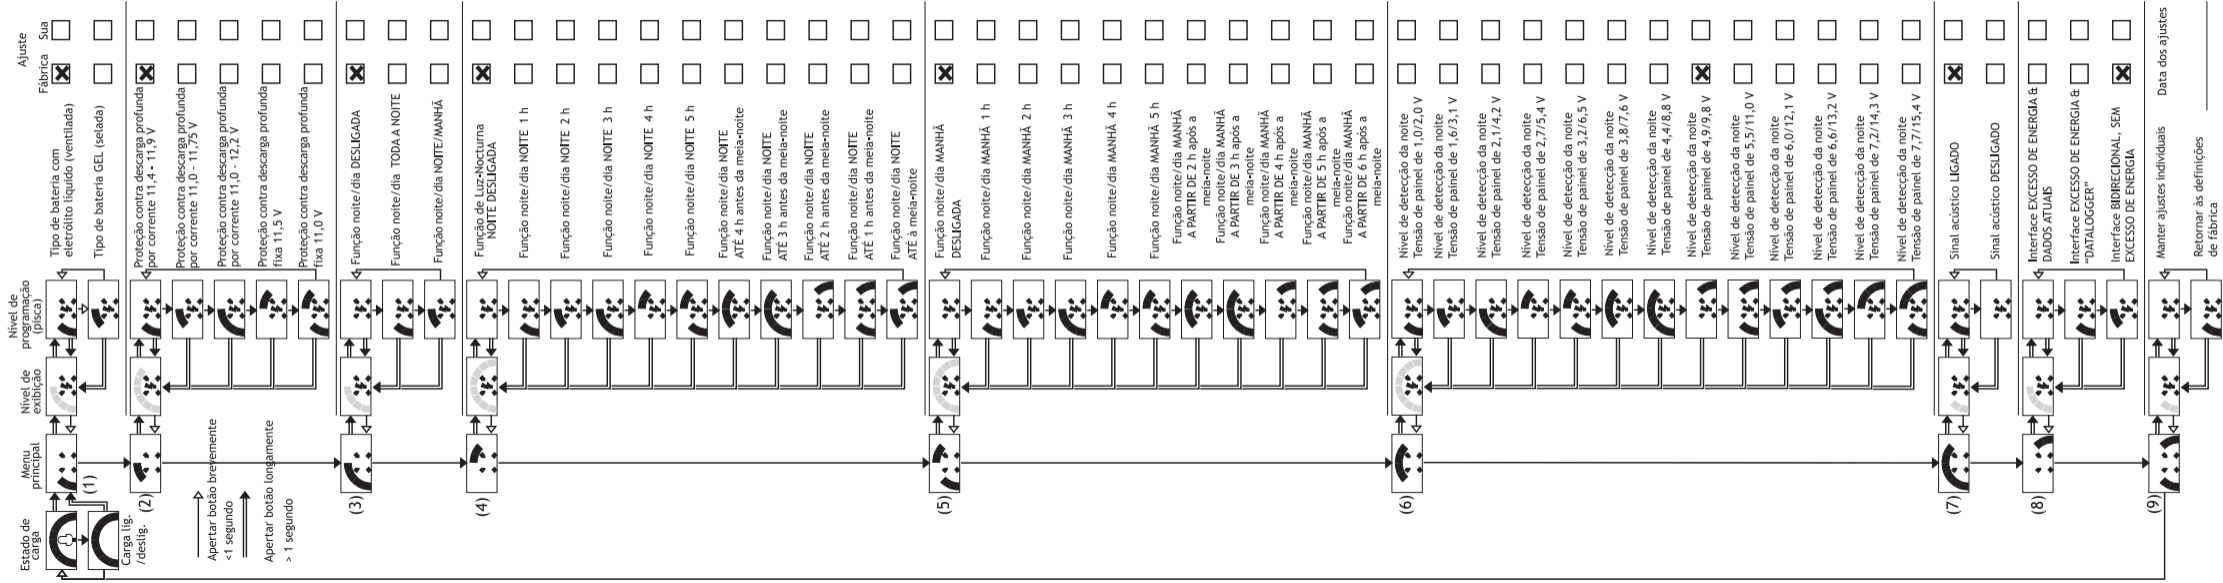 Estado de
carga
Menu
principal
Nível de
exibição
Nível de
programação
(pisca)
Ajuste
Fábrica
Sua
Carga lig.
/deslig.
Apertar botão brevemente
<1 segundo
Apertar botão longamente
> 1 segundo
(1)
Tipo de bateria com
eletrólito líquido (ventilada)
Tipo de bateria GEL (selada)
(2)
Proteção contra descarga profunda
por corrente 11,4 - 11,9 V
Proteção contra descarga profunda
por corrente 11,0 - 11,75 V
Proteção contra descarga profunda
por corrente 11,0 - 12,2 V
Proteção contra descarga profunda
fixa 11,5 V
Proteção contra descarga profunda
fixa 11,0 V
(3)
Função noite/dia DESLIGADA
Função noite/dia TODA A NOITE
Função noite/dia NOITE/MANHÃ
(4)
Função de Luz-Nocturna
NOITE DESLIGADA
Função noite/dia NOITE 1 h
Função noite/dia NOITE 2 h
Função noite/dia NOITE 3 h
Função noite/dia NOITE 4 h
Função noite/dia NOITE 5 h
Função noite/dia NOITE
ATÉ 4 h antes da meia-noite
Função noite/dia NOITE
ATÉ 3 h antes da meia-noite
Função noite/dia NOITE
ATÉ 2 h antes da meia-noite
Função noite/dia NOITE
ATÉ 1 h antes da meia-noite
Função noite/dia NOITE
ATÉ à meia-noite
(5)
Função noite/dia MANHÃ
DESLIGADA
Função noite/dia MANHÃ 1 h
Função noite/dia MANHÃ 2 h
Função noite/dia MANHÃ 3 h
Função noite/dia MANHÃ 4 h
Função noite/dia MANHÃ 5 h
Função noite/dia MANHÃ
A PARTIR DE 2 h após a
meia-noite
Função noite/dia MANHÃ
A PARTIR DE 3 h após a
meia-noite
Função noite/dia MANHÃ
A PARTIR DE 4 h após a
meia-noite
Função noite/dia MANHÃ
A PARTIR DE 5 h após a
meia-noite
Função noite/dia MANHÃ
A PARTIR DE 6 h após a
meia-noite
(6)
Nível de detecção da noite
Tensão de painel de 1,0/2,0 V
Nível de detecção da noite
Tensão de painel de 1,6/3,1 V
Nível de detecção da noite
Tensão de painel de 2,1/4,2 V
Nível de detecção da noite
Tensão de painel de 2,7/5,4 V
Nível de detecção da noite
Tensão de painel de 3,2/6,5 V
Nível de detecção da noite
Tensão de painel de 3,8/7,6 V
Nível de detecção da noite
Tensão de painel de 4,4/8,8 V
Nível de detecção da noite
Tensão de painel de 4,9/9,8 V
Nível de detecção da noite
Tensão de painel de 5,5/11,0 V
Nível de detecção da noite
Tensão de painel de 6,0/12,1 V
Nível de detecção da noite
Tensão de painel de 6,6/13,2 V
Nível de detecção da noite
Tensão de painel de 7,2/14,3 V
Nível de detecção da noite
Tensão de painel de 7,7/15,4 V
(7)
Sinal acústico LIGADO
Sinal acústico DESLIGADO
(8)
Interface EXCESSO DE ENERGIA &
DADOS ATUAIS
Interface EXCESSO DE ENERGIA &
"DATALOGGER"
Interface BIDIRECIONAL, SEM
EXCESSO DE ENERGIA
(9)
Manter ajustes individuais
Retornar às definições
de fábrica
Data dos ajustes